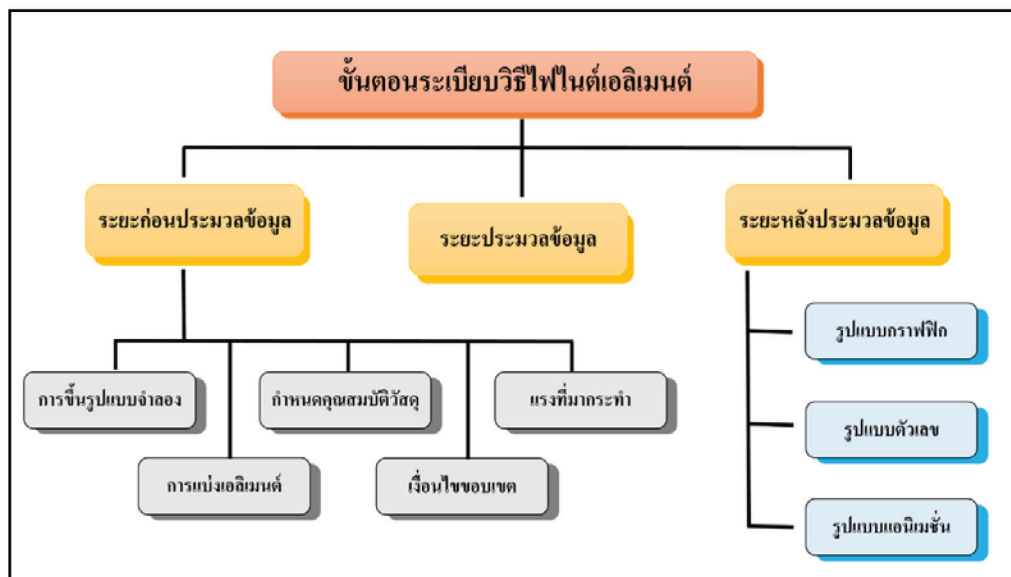 ขั้นตอนระเบียบวิธีไฟไนต์เอลิเมนต์
ระยะก่อนประมวลข้อมูล
ระยะประมวลข้อมูล
ระยะหลังประมวลข้อมูล
การขึ้นรูปแบบจำลอง
กำหนดคุณสมบัติวัสดุ
แรงที่มากระทำ
การแบ่งเอลิเมนต์
เงื่อนไขขอบเขต
รูปแบบกราฟฟิก
รูปแบบตัวเลข
รูปแบบแอนิเมชั่น